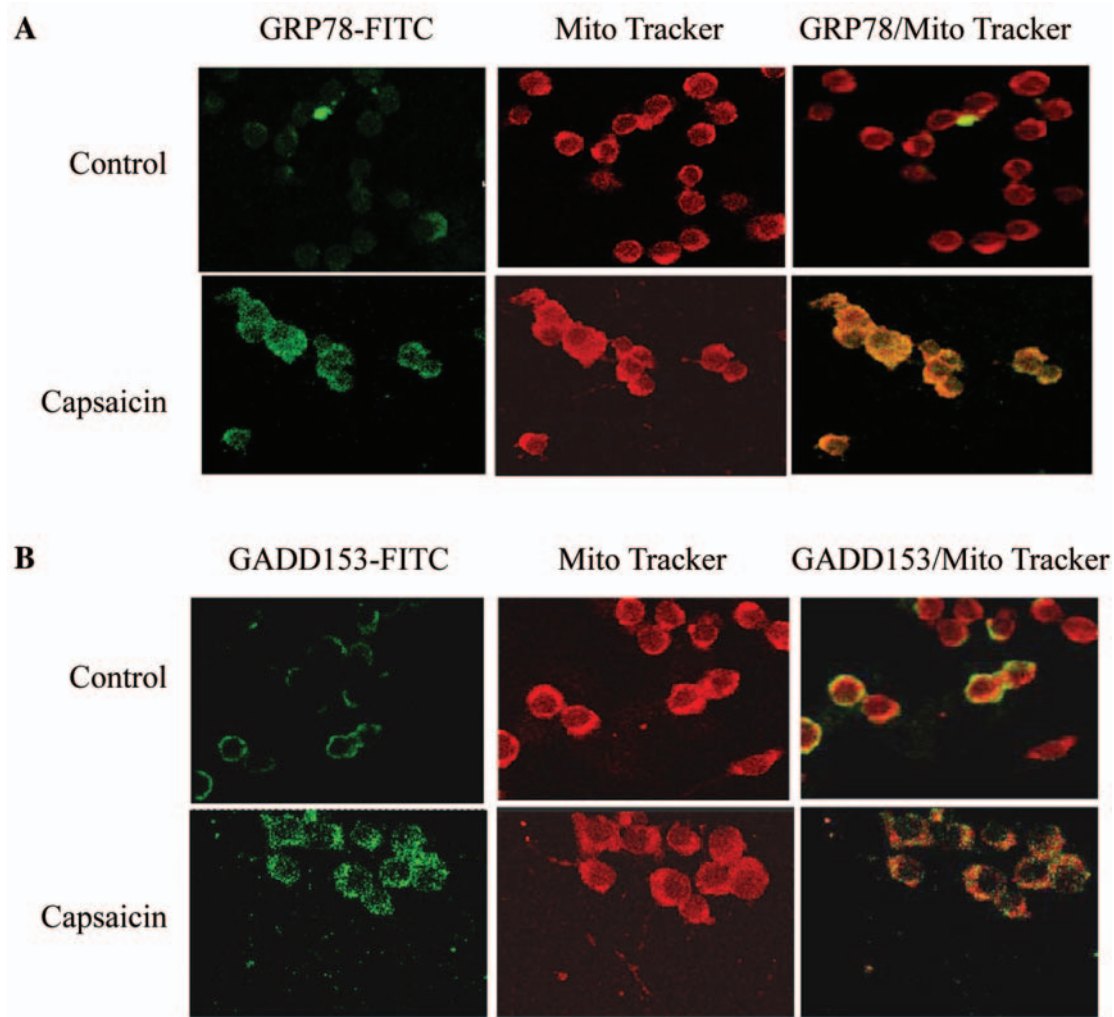 A
GRP78-FITC Mito Tracker GRP78/Mito Tracker
Control
Capsaicin
B
GADD153-FITC Mito Tracker GADD153/Mito Tracker
Control
Capsaicin